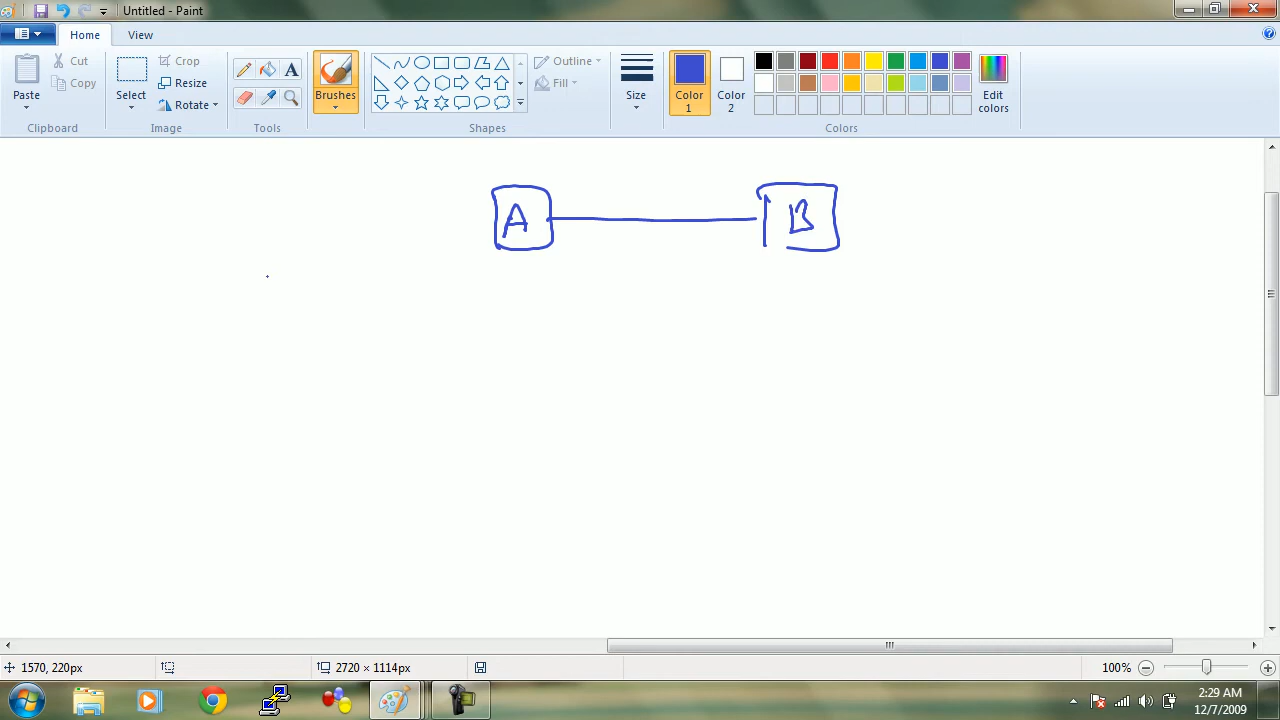 Untitled - Paint
Home View
Paste
Cut
Copy
Clipboard
Select
Crop
Resize
Rotate
Image
A
Tools
Brushes
Outline
Fill
Shapes
Size
Color 1
Color 2
Edit colors
Colors
A B
1570, 220px
2720 × 1114px
100%
2:29 AM
12/7/2009